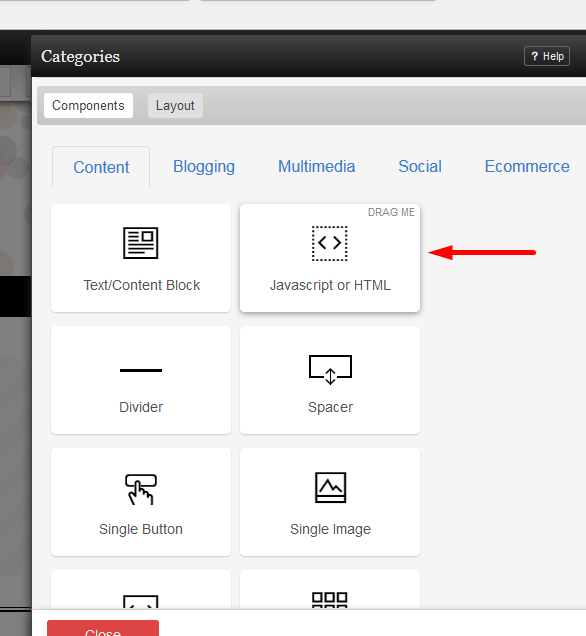 Categories
? Help
Components
Layout
Content
Blogging
Multimedia
Social
Ecommerce
DRAG ME
Text/Content Block
Javascript or HTML
Divider
Spacer
Single Button
Single Image
Close